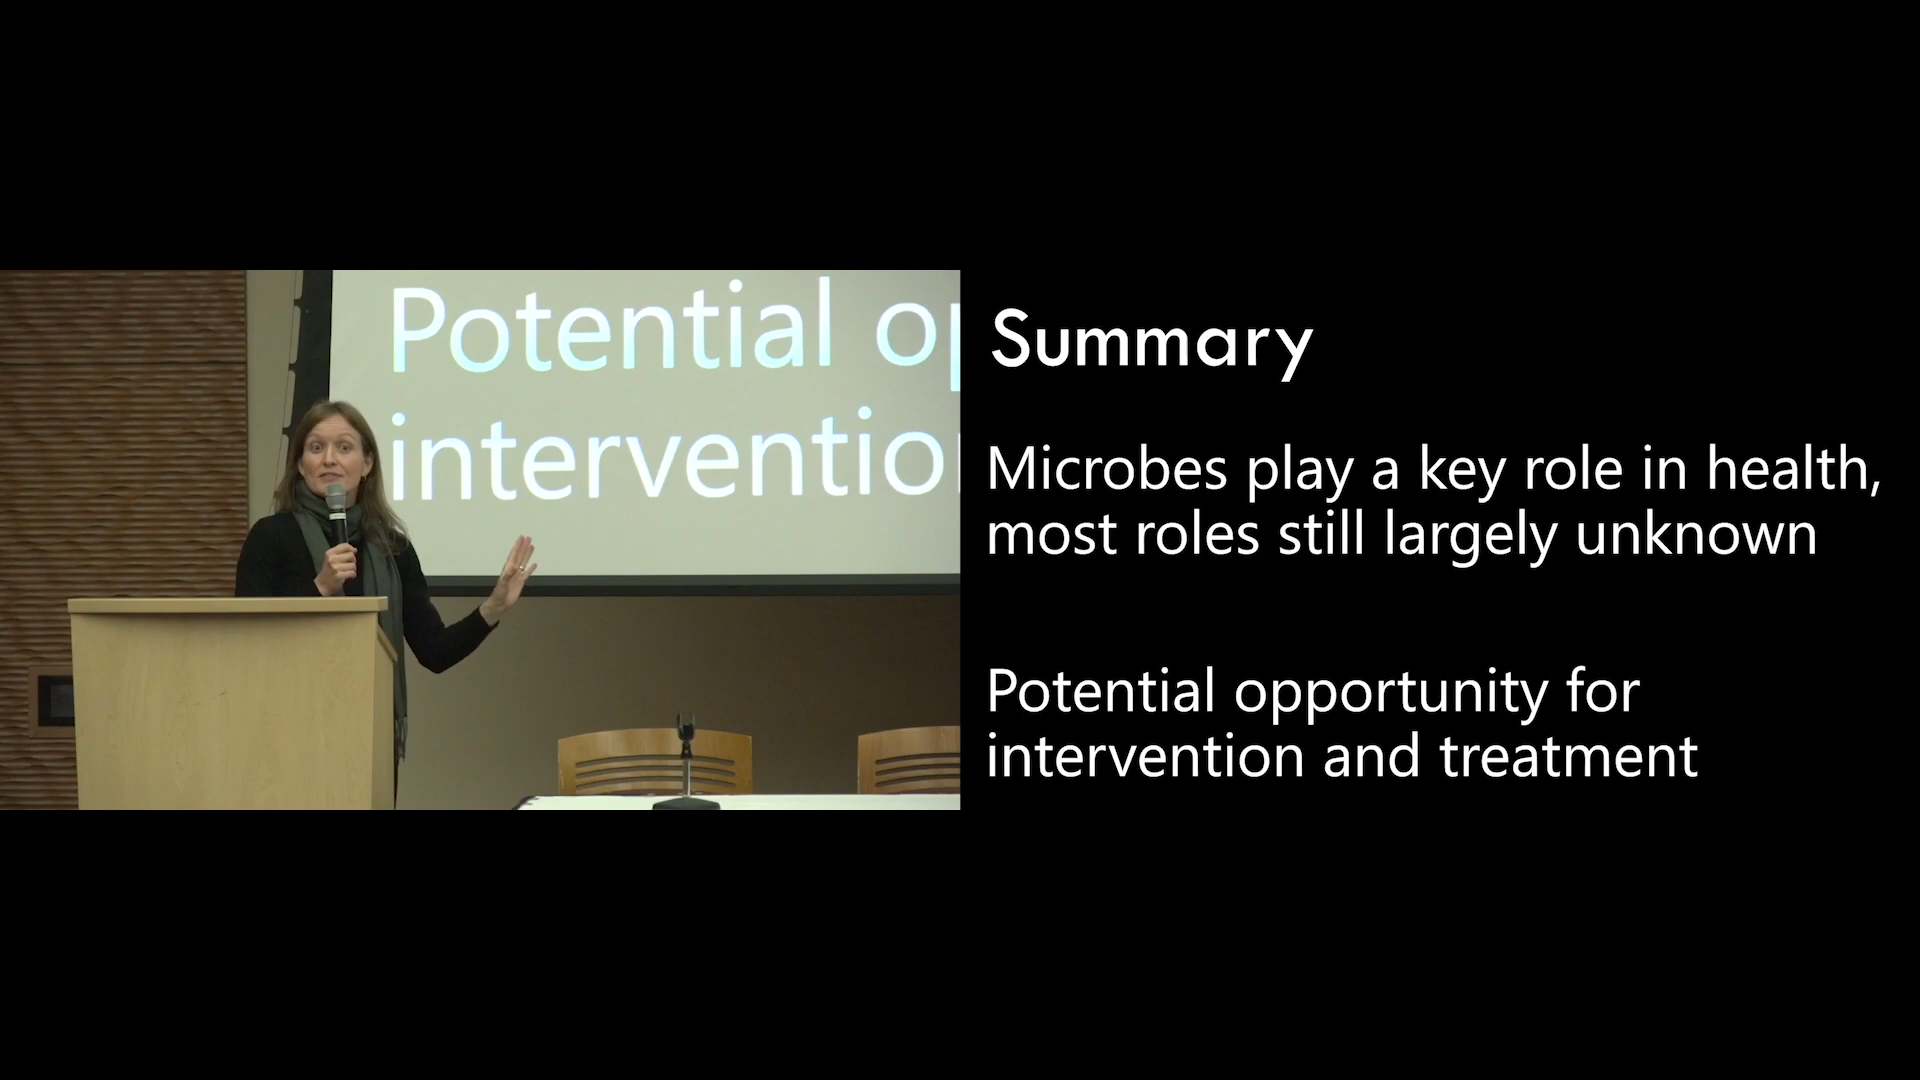 Potential op
interventio
Summary
Microbes play a key role in health,
most roles still largely unknown
Potential opportunity for
intervention and treatment